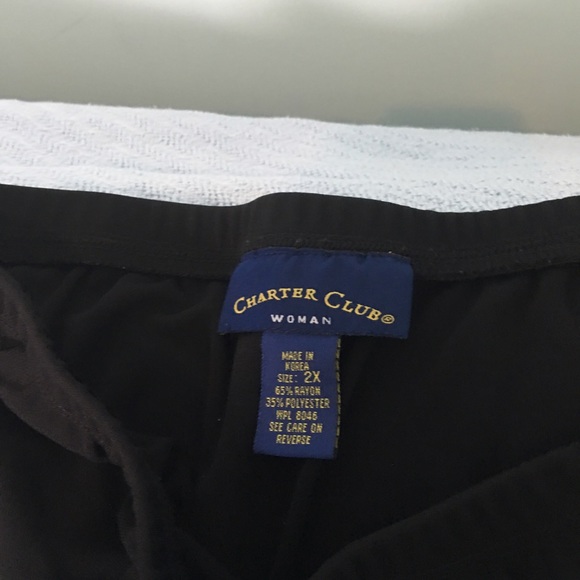 CHARTER CLUB®
WOMAN
MADE IN
KOREA
SIZE: 2X
65% RAYON
35% POLYESTER
WPL 8046
SEE CARE ON
REVERSE